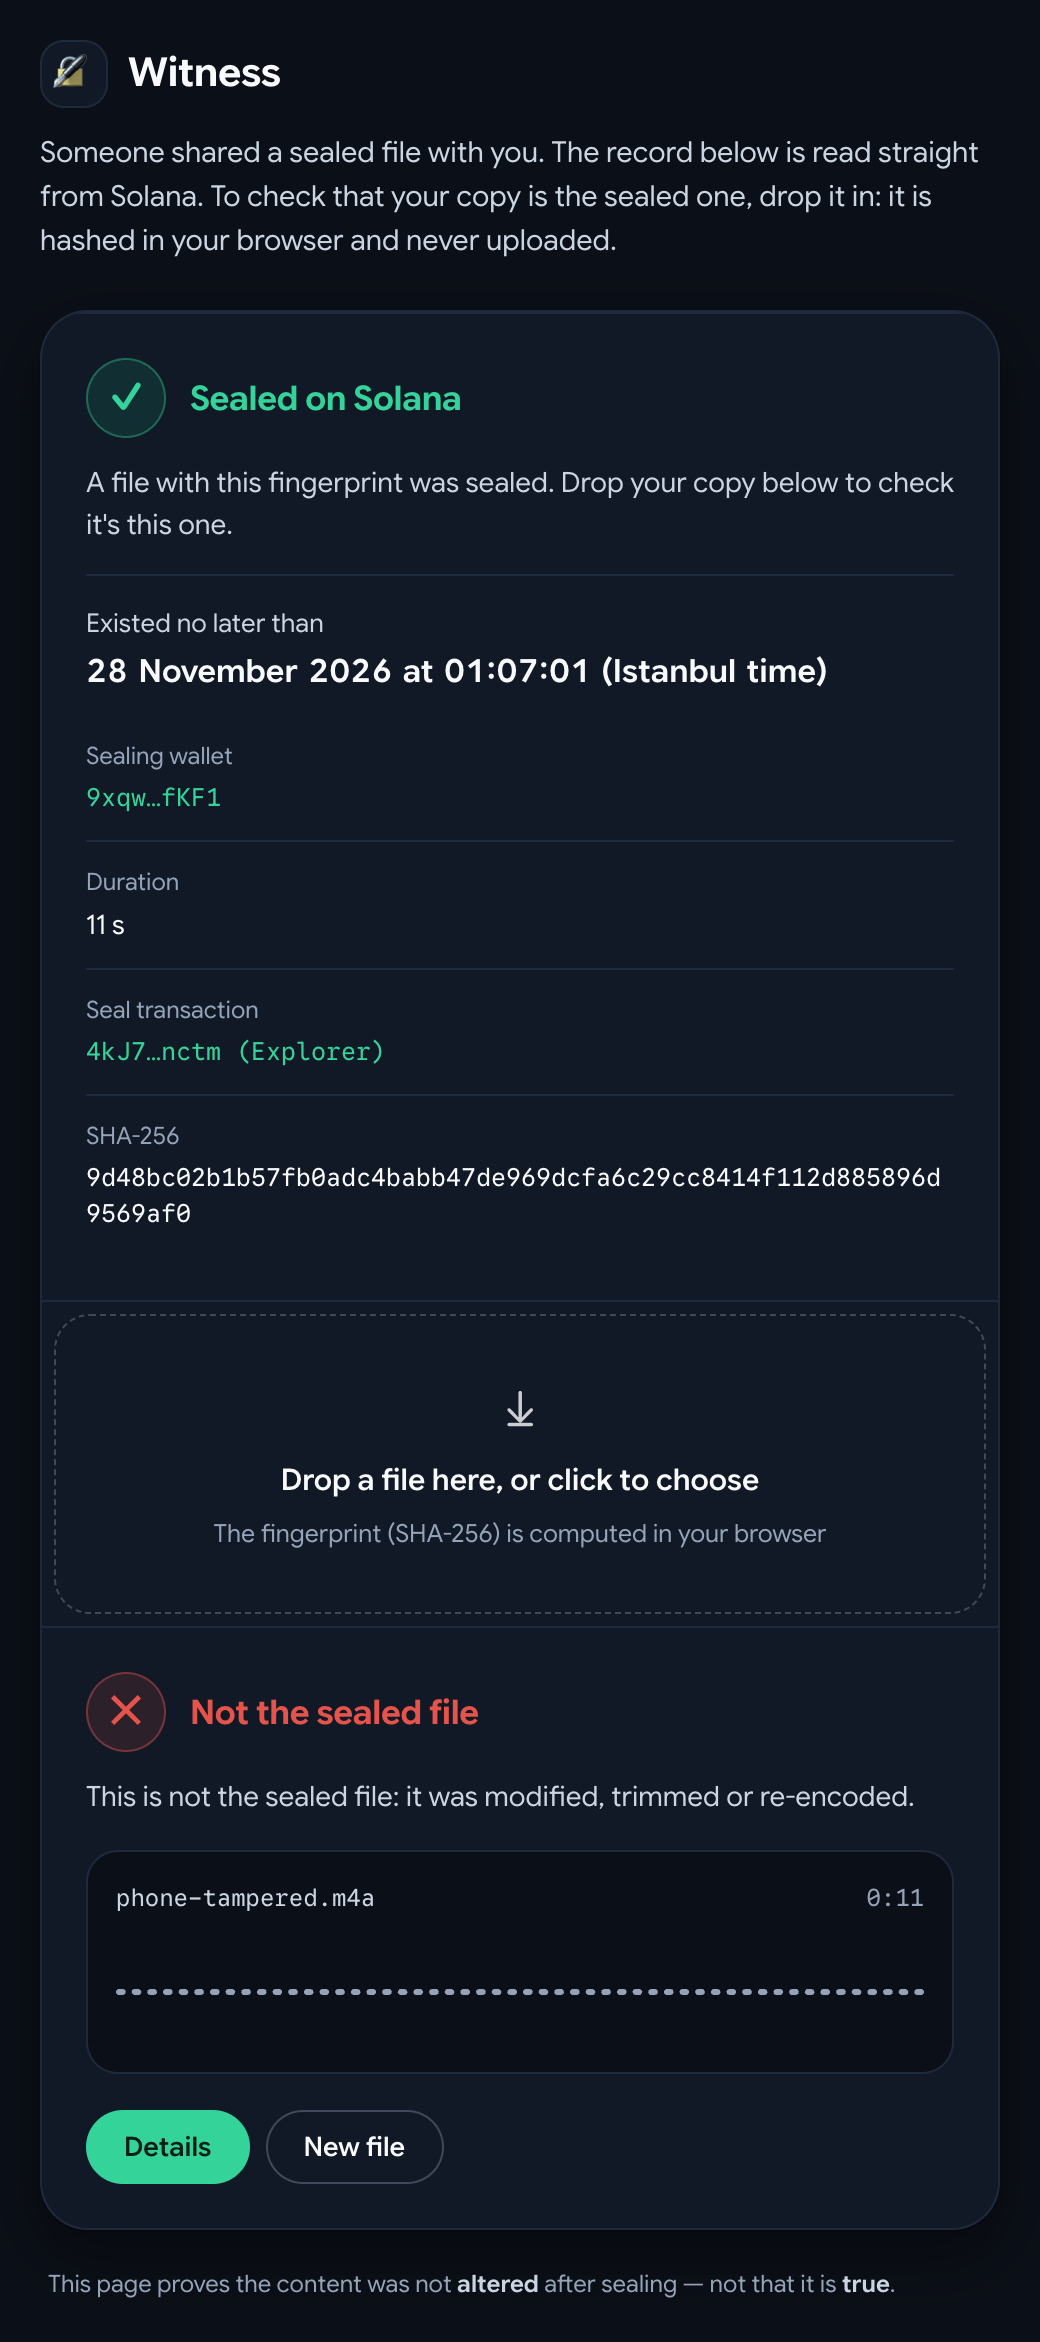 Witness
Someone shared a sealed file with you. The record below is read straight
from Solana. To check that your copy is the sealed one, drop it in: it is
hashed in your browser and never uploaded.
Sealed on Solana
A file with this fingerprint was sealed. Drop your copy below to check
it's this one.
Existed no later than
28 November 2026 at 01:07:01 (Istanbul time)
Sealing wallet
9xqw…fKF1
Duration
11 s
Seal transaction
4kJ7…nctm (Explorer)
SHA-256
9d48bc02b1b57fb0adc4babb47de969dcfa6c29cc8414f112d885896d
9569af0
Drop a file here, or click to choose
The fingerprint (SHA-256) is computed in your browser
Not the sealed file
This is not the sealed file: it was modified, trimmed or re-encoded.
phone-tampered.m4a 0:11
Details New file
This page proves the content was not altered after sealing — not that it is true.